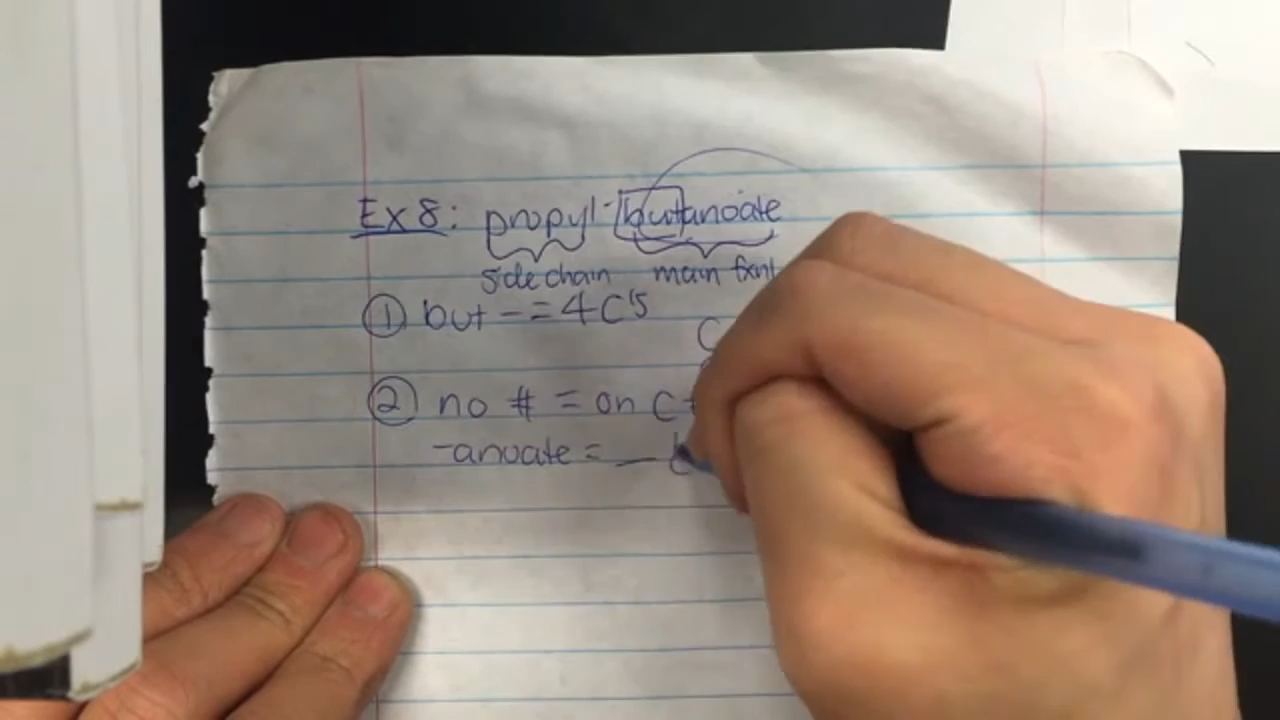 Ex 8: propyl-butanoate
side chain main fxnl
① but - = 4 C's
C
② no # = on C
-anoate = — C